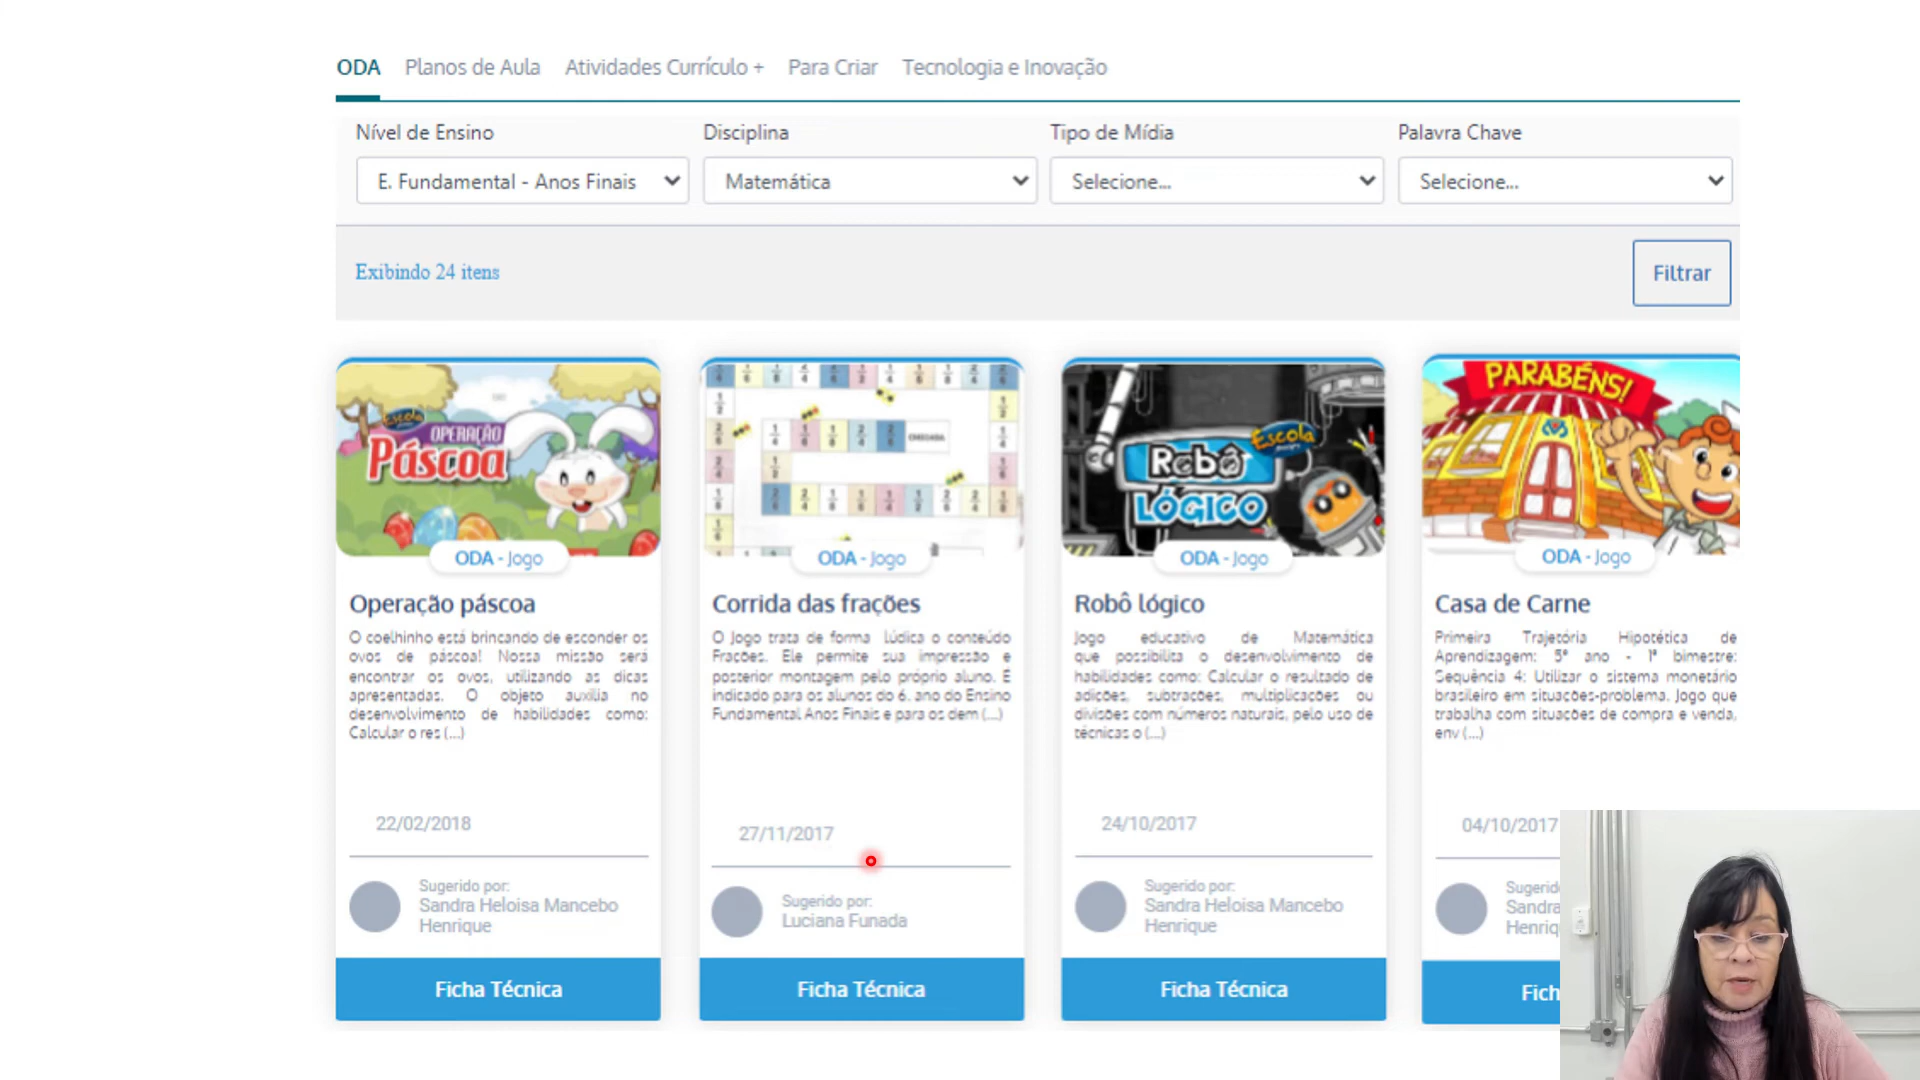 ODA Planos de Aula Atividades Currículo + Para Criar Tecnologia e Inovação
Nível de Ensino Disciplina Tipo de Mídia Palavra Chave
E. Fundamental - Anos Finais Matemática Selecione... Selecione...
Exibindo 24 itens
Filtrar
Escola
OPERAÇÃO
Páscoa
ODA - Jogo
Operação páscoa
O coelhinho está brincando de esconder os
ovos de páscoa! Nossa missão será
encontrar os ovos, utilizando as dicas
apresentadas. O objeto auxilia no
desenvolvimento de habilidades como:
Calcular o res (...)
22/02/2018
Sugerido por:
Sandra Heloisa Mancebo
Henrique
Ficha Técnica
CHEGADA
ODA - Jogo
Corrida das frações
O Jogo trata de forma lúdica o conteúdo
Frações. Ele permite sua impressão e
posterior montagem pelo próprio aluno. É
indicado para os alunos do 6. ano do Ensino
Fundamental Anos Finais e para os dem (...)
27/11/2017
Sugerido por:
Luciana Funada
Ficha Técnica
Escola
Robô
LÓGICO
ODA - Jogo
Robô lógico
Jogo educativo de Matemática
que possibilita o desenvolvimento de
habilidades como: Calcular o resultado de
adições, subtrações, multiplicações ou
divisões com números naturais, pelo uso de
técnicas o (...)
24/10/2017
Sugerido por:
Sandra Heloisa Mancebo
Henrique
Ficha Técnica
PARABÉNS!
ODA - Jogo
Casa de Carne
Primeira Trajetória Hipotética de
Aprendizagem: 5º ano - 1º bimestre:
Sequência 4: Utilizar o sistema monetário
brasileiro em situações-problema. Jogo que
trabalha com situações de compra e venda,
env (...)
04/10/2017
Sugerid
Sandra
Henriq
Fich